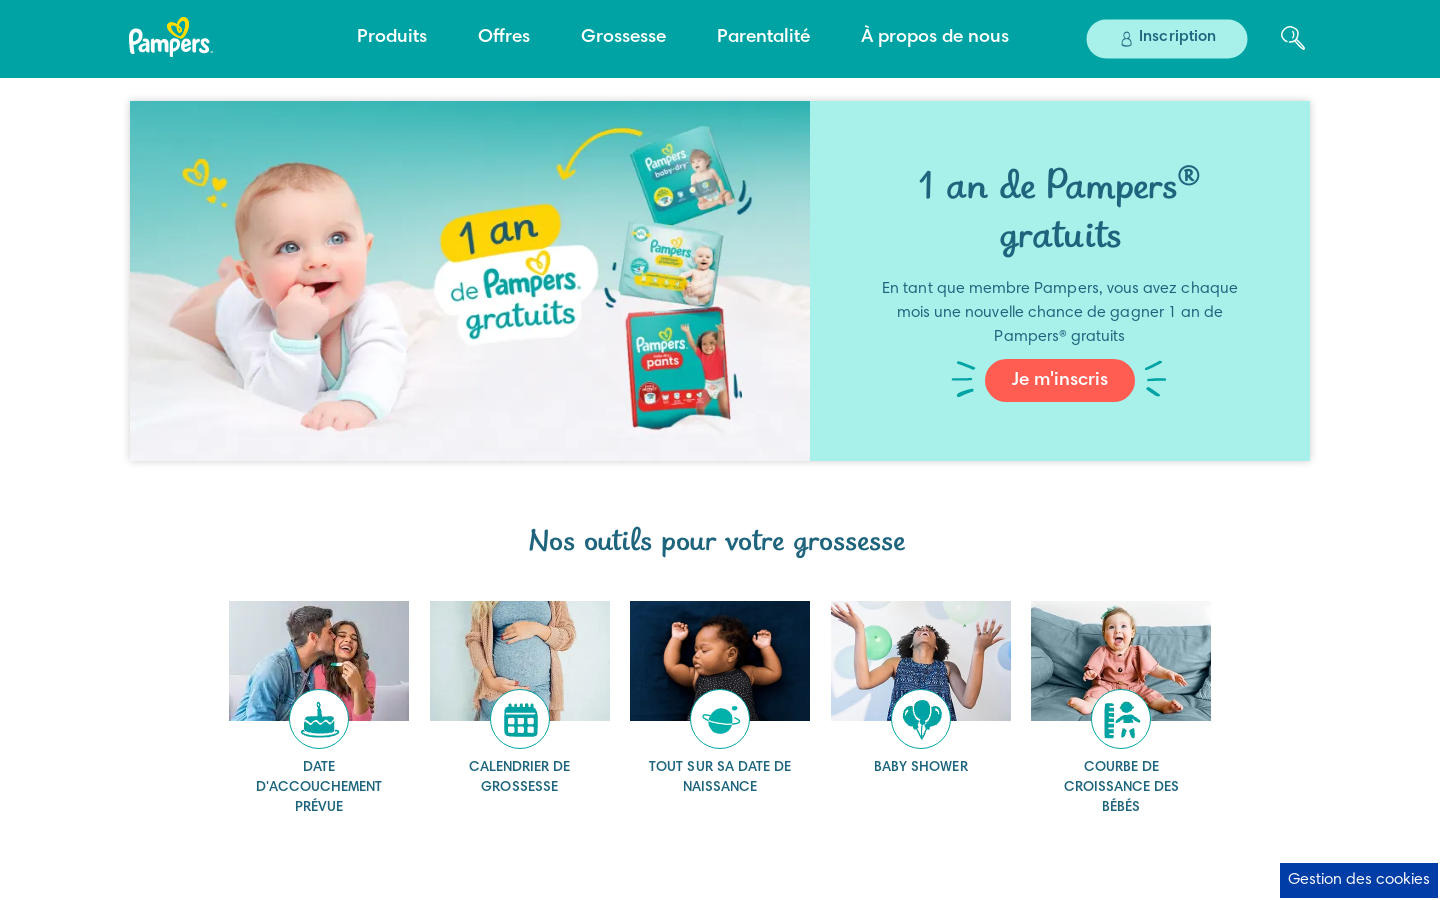 Pampers.
Produits
Offres
Grossesse
Parentalité
À propos de nous
Inscription
1 an
de Pampers.
gratuits
Pampers.
baby-dry
Pampers.
Pampers.
pants
1 an de Pampers®
gratuits
En tant que membre Pampers, vous avez chaque
mois une nouvelle chance de gagner 1 an de
Pampers® gratuits
Je m'inscris
Nos outils pour votre grossesse
DATE
D'ACCOUCHEMENT
PRÉVUE
CALENDRIER DE
GROSSESSE
TOUT SUR SA DATE DE
NAISSANCE
BABY SHOWER
COURBE DE
CROISSANCE DES
BÉBÉS
Gestion des cookies